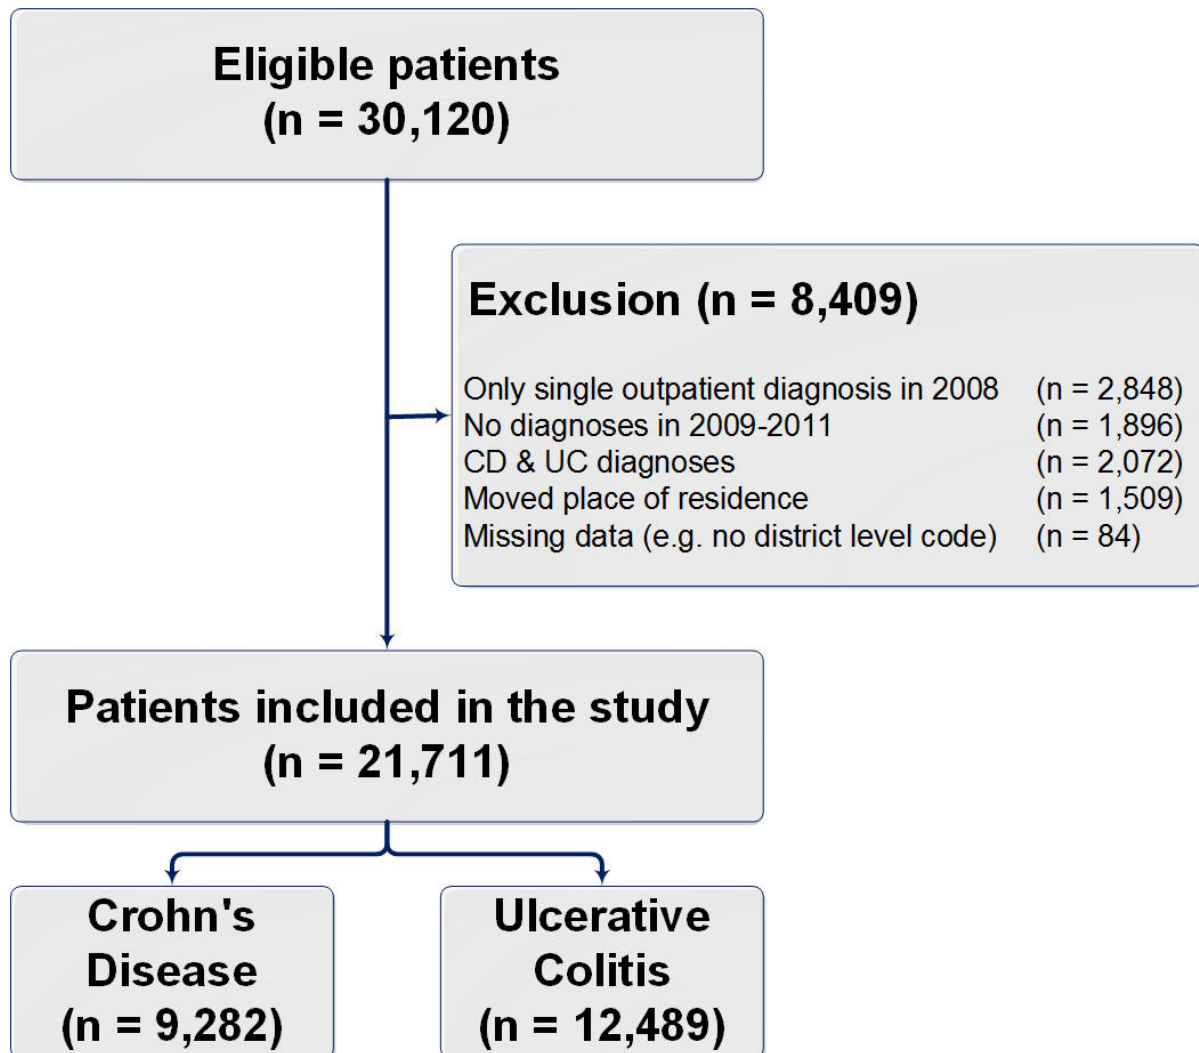 Eligible patients
(n = 30,120)
Exclusion (n = 8,409)
Only single outpatient diagnosis in 2008 (n = 2,848)
No diagnoses in 2009-2011 (n = 1,896)
CD & UC diagnoses (n = 2,072)
Moved place of residence (n = 1,509)
Missing data (e.g. no district level code) (n = 84)
Patients included in the study
(n = 21,711)
Crohn's
Disease
(n = 9,282)
Ulcerative
Colitis
(n = 12,489)